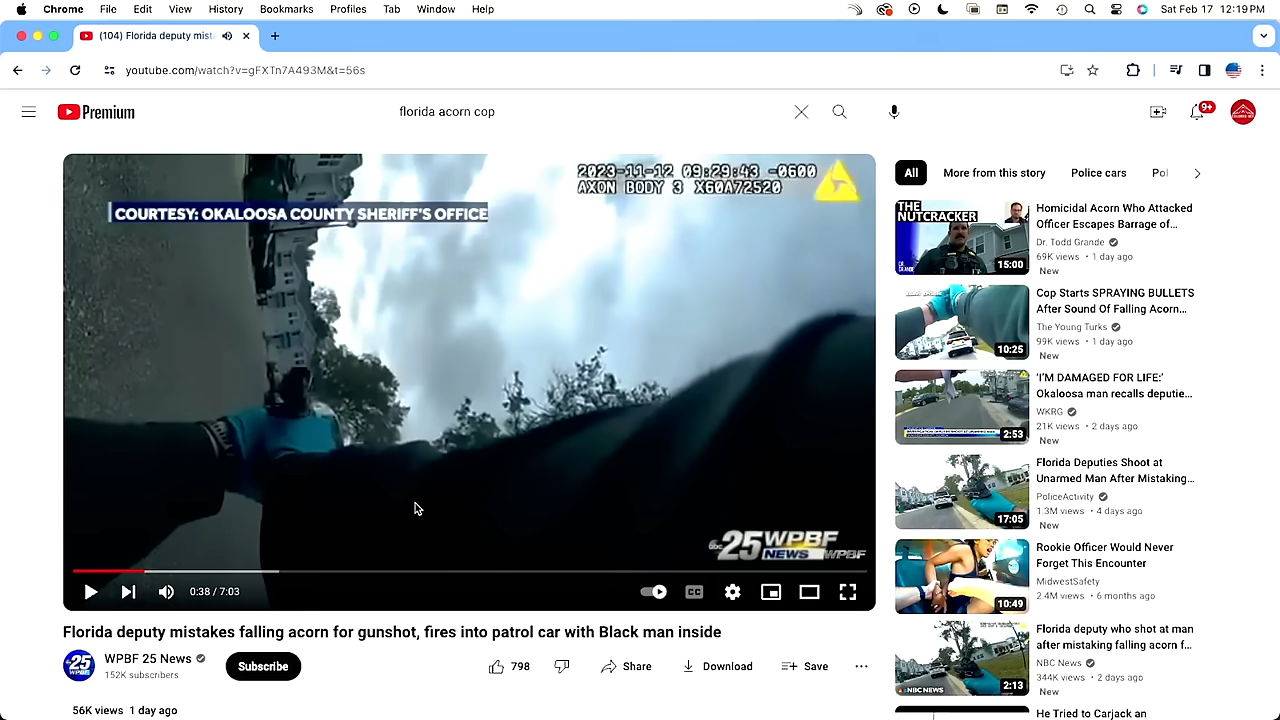 Chrome File Edit View History Bookmarks Profiles Tab Window Help Sat Feb 17 12:19 PM
(104) Florida deputy mist
youtube.com/watch?v=gFXTn7A493M&t=56s
Premium
florida acorn cop
9+
2023-11-12 09:29:43 -0600
AXON BODY 3 X60A72520
COURTESY: OKALOOSA COUNTY SHERIFF'S OFFICE
abc 25 WPBF
NEWS WPBF
0:38 / 7:03
CC
Florida deputy mistakes falling acorn for gunshot, fires into patrol car with Black man inside
WPBF 25 News
152K subscribers
Subscribe
798
Share
Download
Save
56K views 1 day ago
All More from this story Police cars Pol
THE
NUTCRACKER
15:00
Homicidal Acorn Who Attacked
Officer Escapes Barrage of...
Dr. Todd Grande
69K views • 1 day ago
New
10:25
Cop Starts SPRAYING BULLETS
After Sound Of Falling Acorn...
The Young Turks
99K views • 1 day ago
New
2:53
'I'M DAMAGED FOR LIFE:'
Okaloosa man recalls deputie...
WKRG
21K views • 2 days ago
New
17:05
Florida Deputies Shoot at
Unarmed Man After Mistaking...
PoliceActivity
1.3M views • 4 days ago
New
10:49
Rookie Officer Would Never
Forget This Encounter
MidwestSafety
2.4M views • 6 months ago
NBC NEWS
2:13
Florida deputy who shot at man
after mistaking falling acorn f...
NBC News
344K views • 2 days ago
New
He Tried to Carjack an